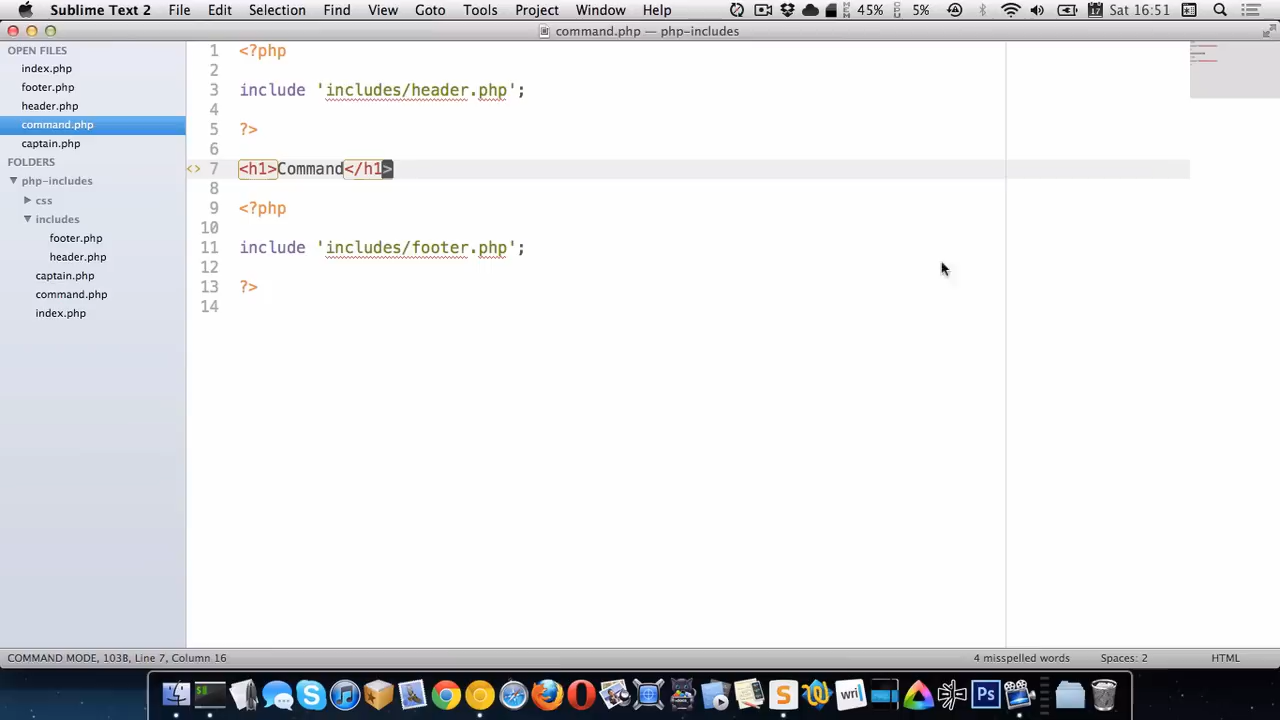 Sublime Text 2 File Edit Selection Find View Goto Tools Project Window Help 45% 5% Sat 16:51
command.php — php-includes
OPEN FILES
index.php
footer.php
header.php
command.php
captain.php
FOLDERS
php-includes
css
includes
footer.php
header.php
captain.php
command.php
index.php
1 <?php
2
3 include 'includes/header.php';
4
5 ?>
6
7 <h1>Command</h1>
8
9 <?php
10
11 include 'includes/footer.php';
12
13 ?>
14
COMMAND MODE, 103B, Line 7, Column 16 4 misspelled words Spaces: 2 HTML
wri
Ps